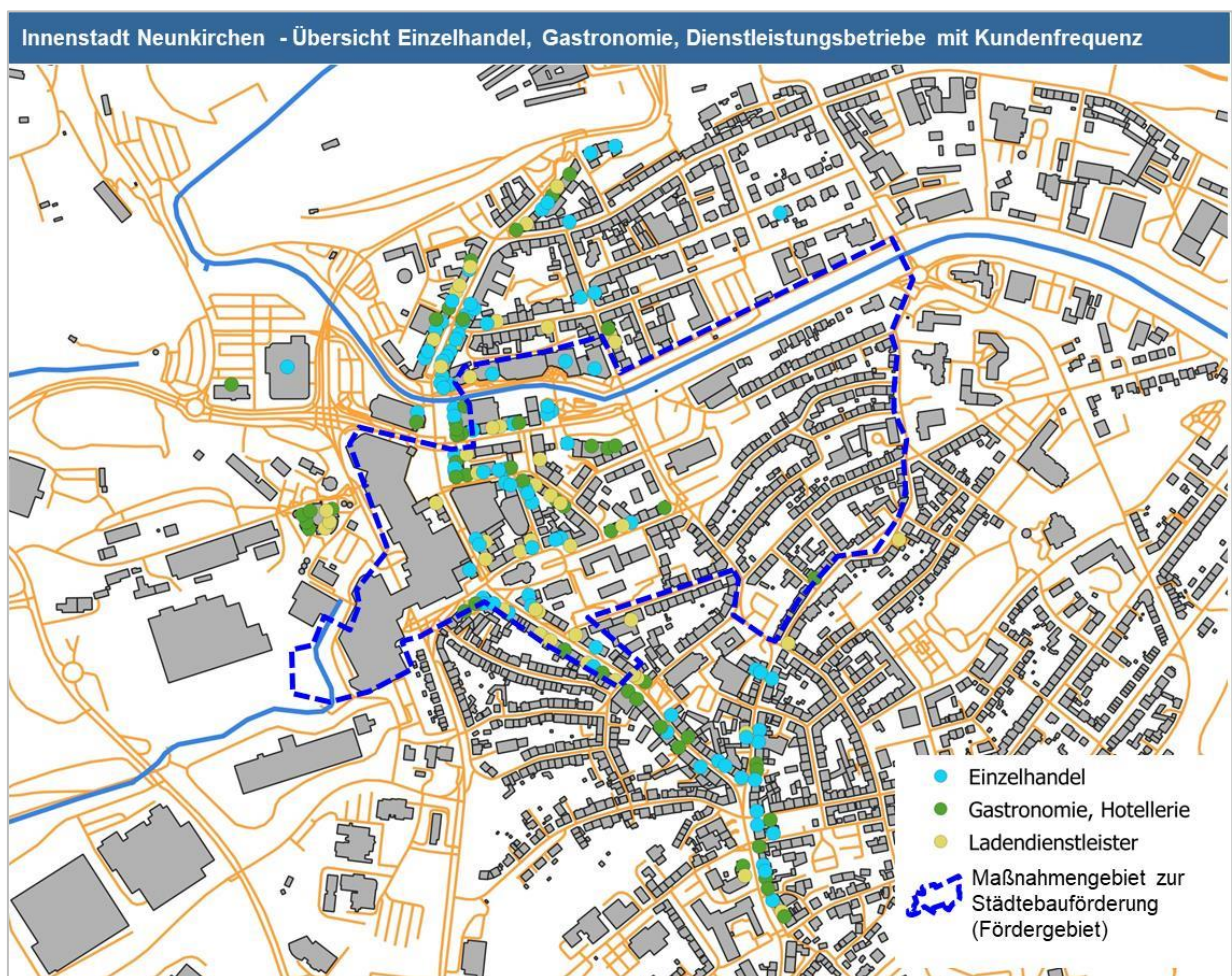 Innenstadt Neunkirchen - Übersicht Einzelhandel, Gastronomie, Dienstleistungsbetriebe mit Kundenfrequenz
Einzelhandel
Gastronomie, Hotellerie
Ladendienstleister
Maßnahmengebiet zur
Städtebauförderung
(Fördergebiet)